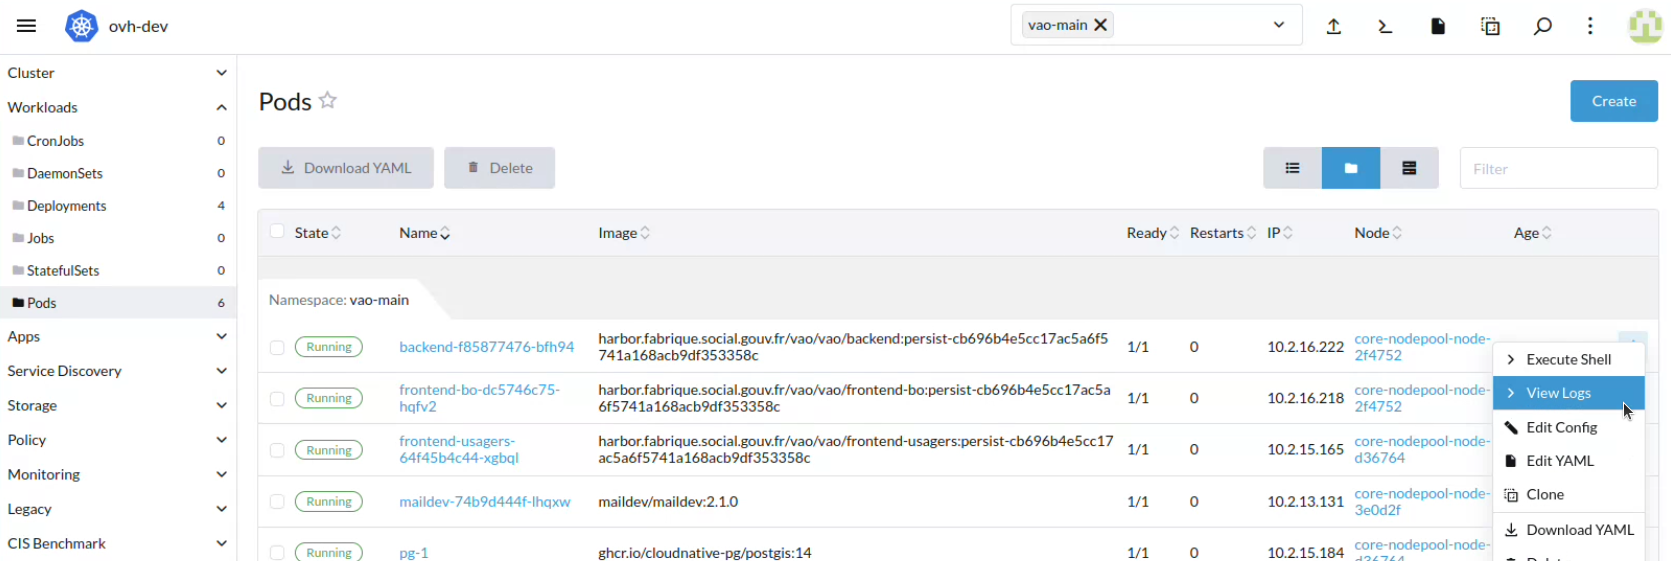 ovh-dev
vao-main
Cluster
Workloads
CronJobs 0
DaemonSets 0
Deployments 4
Jobs 0
StatefulSets 0
Pods 6
Apps
Service Discovery
Storage
Policy
Monitoring
Legacy
CIS Benchmark
Pods
Create
Download YAML Delete
Filter
State Name Image Ready Restarts IP Node Age
Namespace: vao-main
Running backend-f85877476-bfh94 harbor.fabrique.social.gouv.fr/vao/vao/backend:persist-cb696b4e5cc17ac5a6f5 1/1 0 10.2.16.222 core-nodepool-node-
741a168acb9df353358c 2f4752
Running frontend-bo-dc5746c75- harbor.fabrique.social.gouv.fr/vao/vao/frontend-bo:persist-cb696b4e5cc17ac5a 1/1 0 10.2.16.218 core-nodepool-node-
hqfv2 6f5741a168acb9df353358c 2f4752
Running frontend-usagers- harbor.fabrique.social.gouv.fr/vao/vao/frontend-usagers:persist-cb696b4e5cc17 1/1 0 10.2.15.165 core-nodepool-node-
64f45b4c44-xgbql ac5a6f5741a168acb9df353358c d36764
Running maildev-74b9d444f-lhqxw maildev/maildev:2.1.0 1/1 0 10.2.13.131 core-nodepool-node-
3e0d2f
Running pg-1 ghcr.io/cloudnative-pg/postgis:14 1/1 0 10.2.15.184 core-nodepool-node-
d36764
Execute Shell
View Logs
Edit Config
Edit YAML
Clone
Download YAML